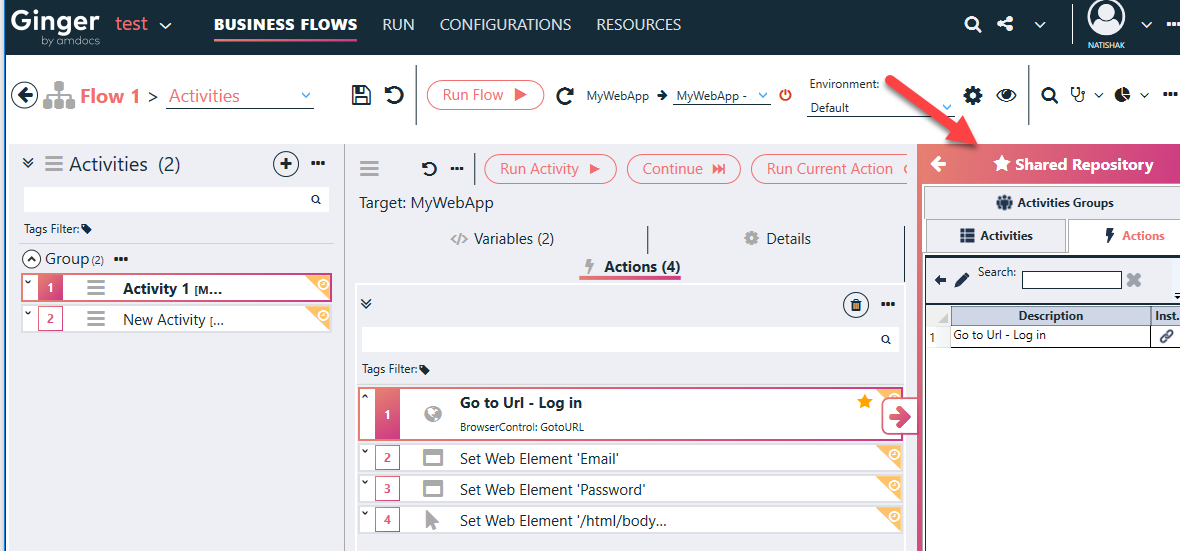 Ginger
by amdocs
test
BUSINESS FLOWS
RUN
CONFIGURATIONS
RESOURCES
NATISHAK
Flow 1 > Activities
Run Flow
MyWebApp
MyWebApp -
Environment:
Default
Activities (2)
Tags Filter:
Group (2)
1 Activity 1 [M...
2 New Activity [...
Run Activity
Continue
Run Current Action
Target: MyWebApp
Variables (2)
Details
Actions (4)
Tags Filter:
1 Go to Url - Log in
BrowserControl: GotoURL
2 Set Web Element 'Email'
3 Set Web Element 'Password'
4 Set Web Element '/html/body...
Shared Repository
Activities Groups
Activities
Actions
Search:
Description
Inst.
1 Go to Url - Log in